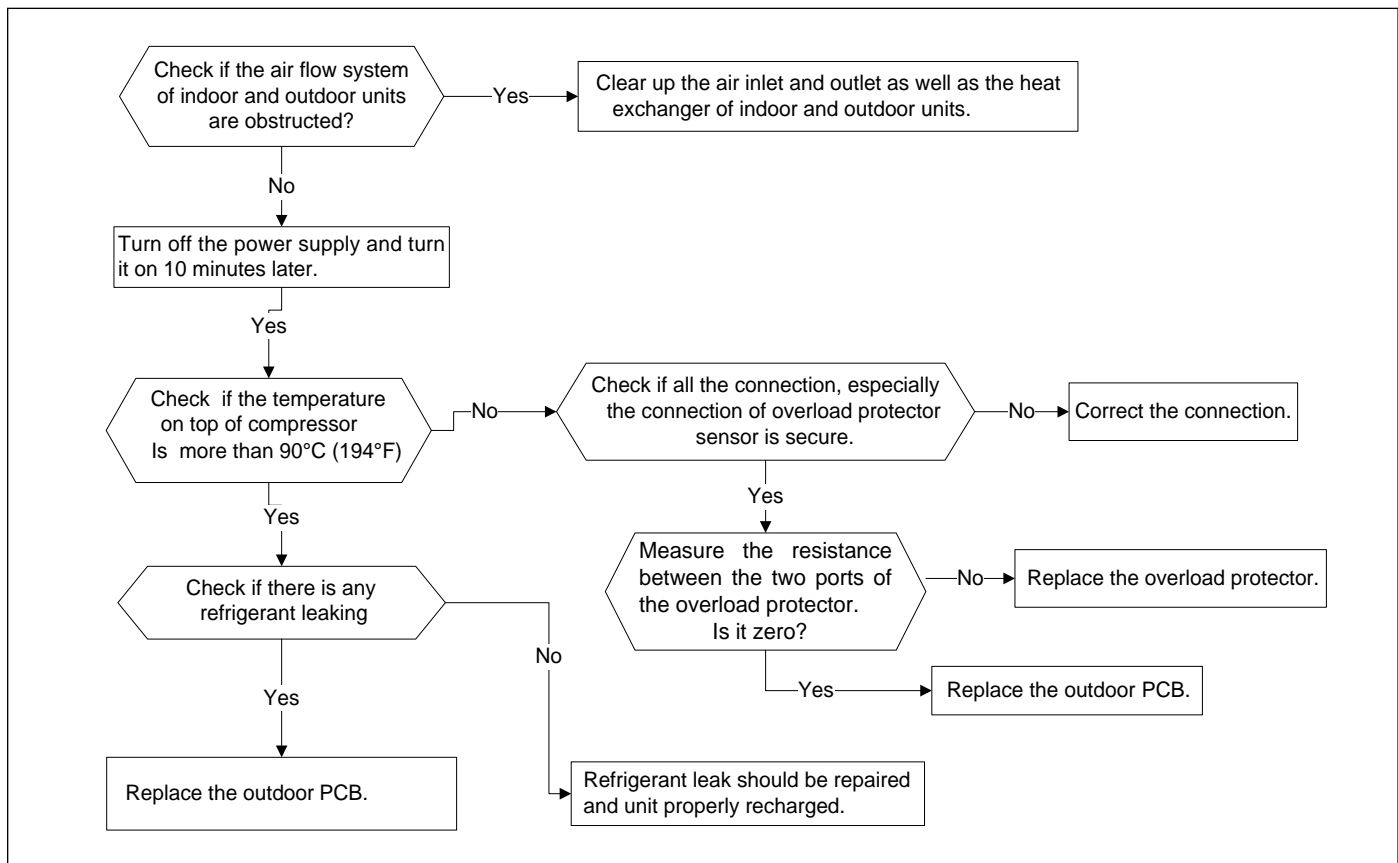 Check if the air flow system
of indoor and outdoor units
are obstructed?
Yes
Clear up the air inlet and outlet as well as the heat
exchanger of indoor and outdoor units.
No
Turn off the power supply and turn
it on 10 minutes later.
Yes
Check if the temperature
on top of compressor
Is more than 90°C (194°F)
No
Check if all the connection, especially
the connection of overload protector
sensor is secure.
No
Correct the connection.
Yes
Yes
Measure the resistance
between the two ports of
the overload protector.
Is it zero?
No
Replace the overload protector.
Check if there is any
refrigerant leaking
No
Yes
Replace the outdoor PCB.
Yes
Replace the outdoor PCB.
Refrigerant leak should be repaired
and unit properly recharged.